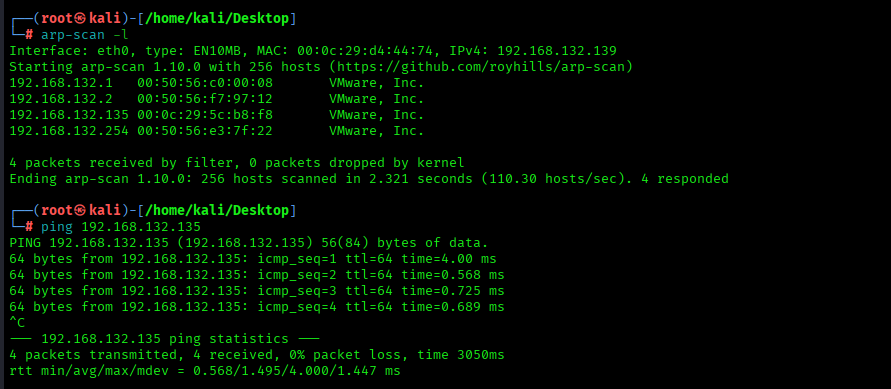 ┌──(root㉿kali)-[/home/kali/Desktop]
└─# arp-scan -l
Interface: eth0, type: EN10MB, MAC: 00:0c:29:d4:44:74, IPv4: 192.168.132.139
Starting arp-scan 1.10.0 with 256 hosts (https://github.com/royhills/arp-scan)
192.168.132.1   00:50:56:c0:00:08       VMware, Inc.
192.168.132.2   00:50:56:f7:97:12       VMware, Inc.
192.168.132.135 00:0c:29:5c:b8:f8       VMware, Inc.
192.168.132.254 00:50:56:e3:7f:22       VMware, Inc.

4 packets received by filter, 0 packets dropped by kernel
Ending arp-scan 1.10.0: 256 hosts scanned in 2.321 seconds (110.30 hosts/sec). 4 responded

┌──(root㉿kali)-[/home/kali/Desktop]
└─# ping 192.168.132.135
PING 192.168.132.135 (192.168.132.135) 56(84) bytes of data.
64 bytes from 192.168.132.135: icmp_seq=1 ttl=64 time=4.00 ms
64 bytes from 192.168.132.135: icmp_seq=2 ttl=64 time=0.568 ms
64 bytes from 192.168.132.135: icmp_seq=3 ttl=64 time=0.725 ms
64 bytes from 192.168.132.135: icmp_seq=4 ttl=64 time=0.689 ms
^C
--- 192.168.132.135 ping statistics ---
4 packets transmitted, 4 received, 0% packet loss, time 3050ms
rtt min/avg/max/mdev = 0.568/1.495/4.000/1.447 ms